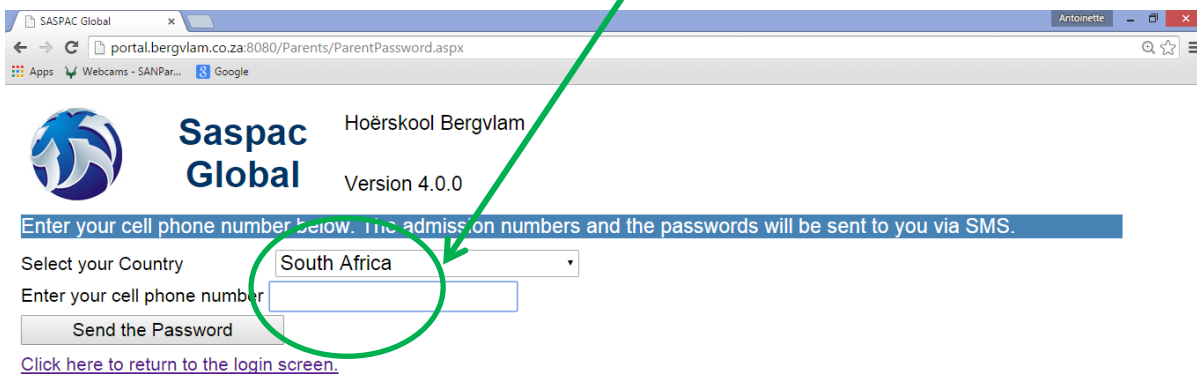 SASPAC Global
Antoinette
portal.bergvlam.co.za:8080/Parents/ParentPassword.aspx
Apps Webcams - SANPar... Google
Saspac Global
Hoërskool Bergvlam
Version 4.0.0
Enter your cell phone number below. The admission numbers and the passwords will be sent to you via SMS.
Select your Country South Africa
Enter your cell phone number
Send the Password
Click here to return to the login screen.